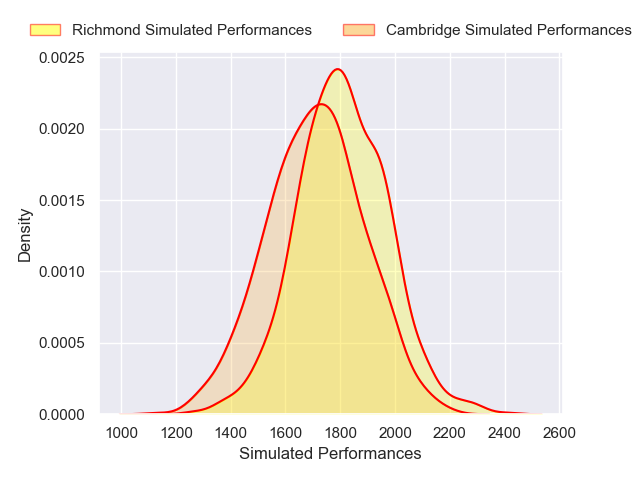 Richmond Simulated Performances Cambridge Simulated Performances
0.0025
0.0020
0.0015
0.0010
0.0005
0.0000
Density
1000 1200 1400 1600 1800 2000 2200 2400 2600
Simulated Performances